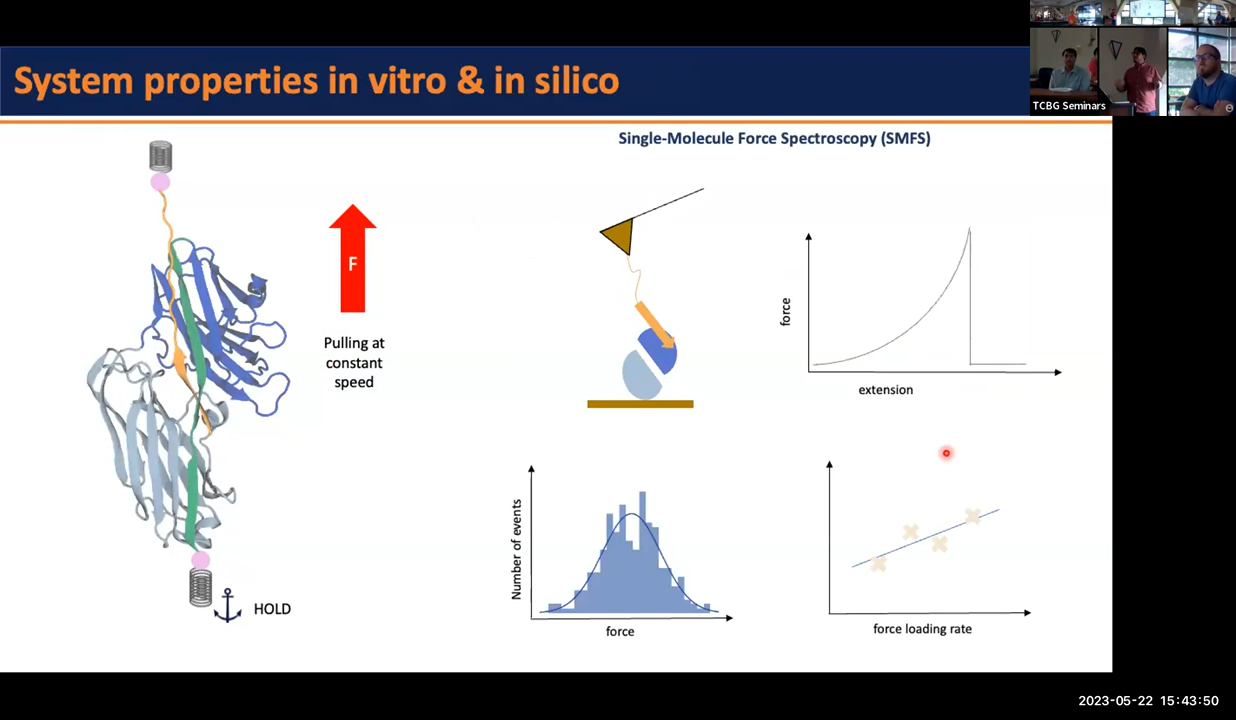 System properties in vitro & in silico
TCBG Seminars
Single-Molecule Force Spectroscopy (SMFS)
F
Pulling at
constant
speed
HOLD
force
extension
Number of events
force
force loading rate
2023-05-22 15:43:50